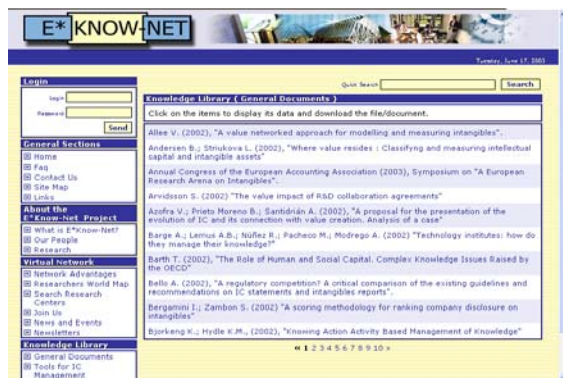 E* KNOW-NET
Tuesday, June 17, 2003
Login
Login
Password
Send
General Sections
Home
Faq
Contact Us
Site Map
Links
About the
E*Know-Net Project
What is E*Know-Net?
Our People
Research
Virtual Network
Network Advantages
Researchers World Map
Search Research
Centers
Join Us
News and Events
Newsletters
Knowledge Library
General Documents
Tools for IC
Management
Quick Search
Search
Knowledge Library ( General Documents )
Click on the items to display its data and download the file/document.
Allee V. (2002), "A value networked approach for modelling and measuring intangibles".
Andersen B.; Striukova L. (2002), "Where value resides : Classifying and measuring intellectual
capital and intangible assets"
Annual Congress of the European Accounting Association (2003), Symposium on "A European
Research Arena on Intangibles".
Arvidsson S. (2002) "The value impact of R&D collaboration agreements"
Azofra V.; Prieto Moreno B.; Santidrián A. (2002), "A proposal for the presentation of the
evolution of IC and its connection with value creation. Analysis of a case"
Barge A.; Lemus A.B.; Núñez R.; Pacheco M.; Modrego A. (2002) "Technology institutes: how do
they manage their knowledge?"
Barth T. (2002), "The Role of Human and Social Capital. Complex Knowledge Issues Raised by
the OECD"
Bello A. (2002), "A regulatory competition? A critical comparison of the existing guidelines and
recommendations on IC statements and intangibles reports".
Bergamini I.; Zambon S. (2002) "A scoring methodology for ranking company disclosure on
intangibles"
Bjorkeng K.; Hydle K.M., (2002), "Knowing Action Activity Based Management of Knowledge"
« 1 2 3 4 5 6 7 8 9 10 »